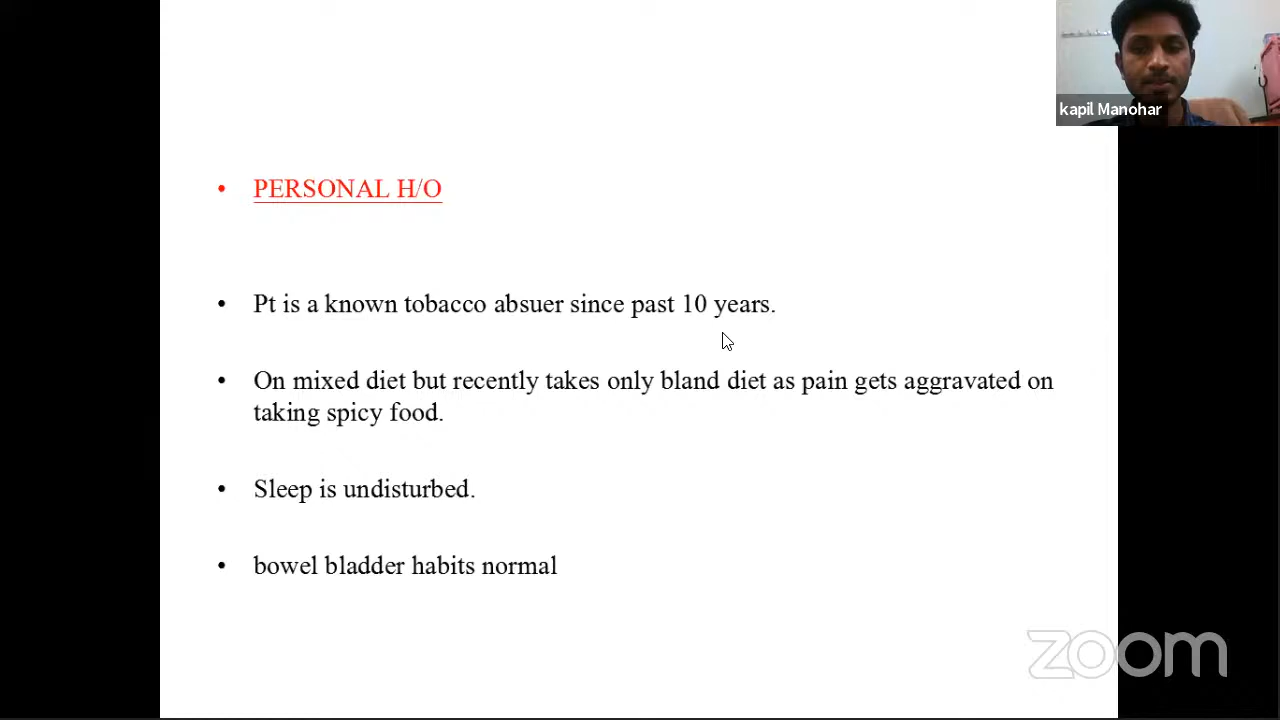 kapil Manohar
• PERSONAL H/O
• Pt is a known tobacco absuer since past 10 years.
• On mixed diet but recently takes only bland diet as pain gets aggravated on
taking spicy food.
• Sleep is undisturbed.
• bowel bladder habits normal
zoom